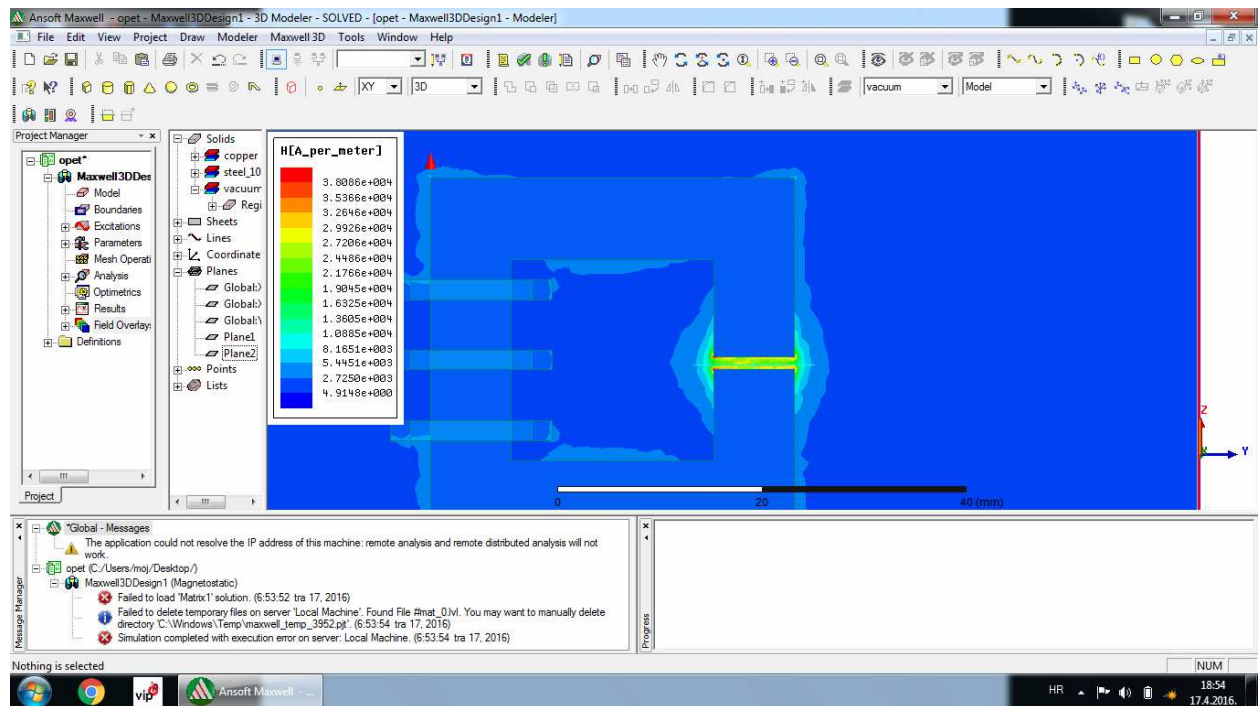 Ansoft Maxwell - opet - Maxwell3DDesign1 - 3D Modeler - SOLVED - [opet - Maxwell3DDesign1 - Modeler]
File Edit View Project Draw Modeler Maxwell 3D Tools Window Help
XY 3D vacuum Model
Project Manager
opet*
Maxwell3DDes
Model
Boundaries
Excitations
Parameters
Mesh Operati
Analysis
Optimetrics
Results
Field Overlay:
Definitions
Project
Solids
copper
steel_10
vacuum
Regi
Sheets
Lines
Coordinate
Planes
Global:X
Global:X
Global:Y
Plane1
Plane2
Points
Lists
H[A_per_meter]
3.8086e+004
3.5366e+004
3.2646e+004
2.9926e+004
2.7206e+004
2.4486e+004
2.1766e+004
1.9045e+004
1.6325e+004
1.3605e+004
1.0885e+004
8.1651e+003
5.4451e+003
2.7250e+003
4.9148e+000
Z
Y
0 20 40 (mm)
*Global - Messages
The application could not resolve the IP address of this machine: remote analysis and remote distributed analysis will not
work.
opet (C:/Users/moj/Desktop/)
Maxwell3DDesign1 (Magnetostatic)
Failed to load 'Matrix1' solution. (6:53:52 tra 17, 2016)
Failed to delete temporary files on server 'Local Machine'. Found File #mat_0.lvl. You may want to manually delete
directory 'C:\Windows\Temp\maxwell_temp_3952.pjt'. (6:53:54 tra 17, 2016)
Simulation completed with execution error on server: Local Machine. (6:53:54 tra 17, 2016)
Message Manager
Progress
Nothing is selected
NUM
vip
Ansoft Maxwell - ...
HR
18:54
17.4.2016.